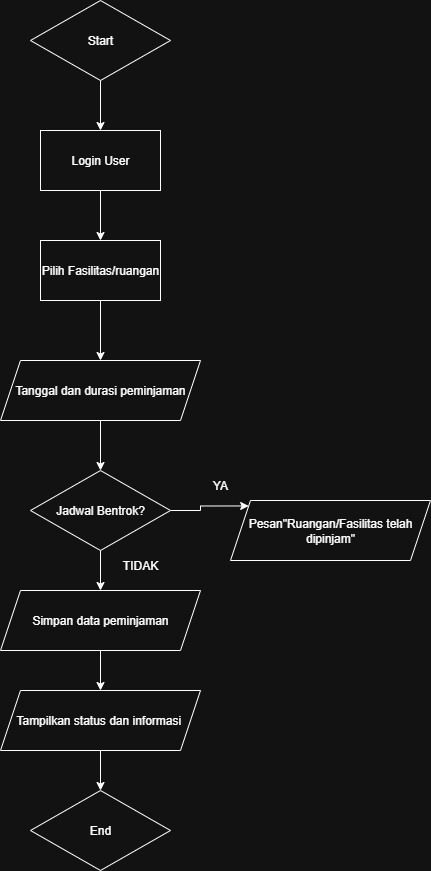 Start
Login User
Pilih Fasilitas/ruangan
Tanggal dan durasi peminjaman
Jadwal Bentrok?
YA
Pesan"Ruangan/Fasilitas telah
dipinjam"
TIDAK
Simpan data peminjaman
Tampilkan status dan informasi
End